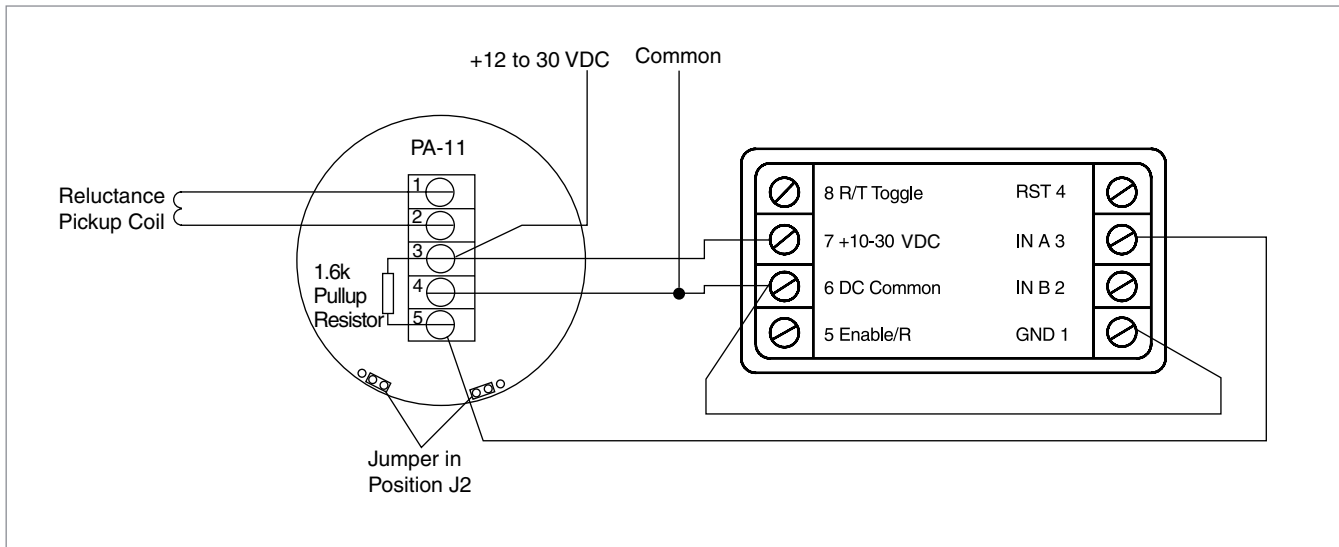 +12 to 30 VDC
Common
PA-11
Reluctance
Pickup Coil
1
2
3
4
5
1.6k
Pullup
Resistor
Jumper in
Position J2
8 R/T Toggle
RST 4
7 +10-30 VDC
IN A 3
6 DC Common
IN B 2
5 Enable/R
GND 1